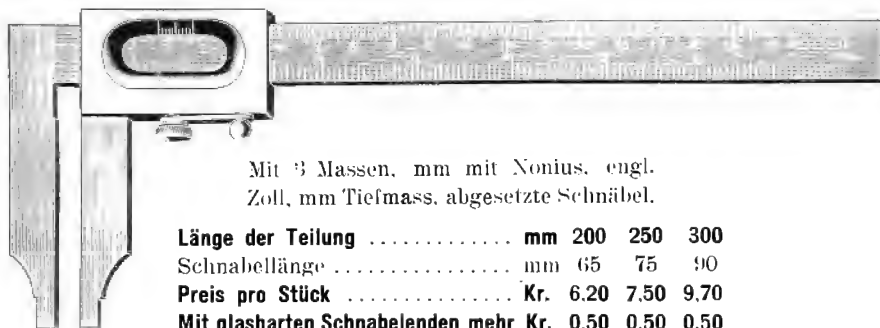 Mit 3 Massen, mm mit Nonius, engl.
Zoll, mm Tiefmass, abgesetzte Schnäbel.
Länge der Teilung .............. mm 200 250 300
Schnabellänge ................. mm 65 75 90
Preis pro Stück ................ Kr. 6.20 7.50 9.70
Mit glasharten Schnabelenden mehr Kr. 0.50 0.50 0.50